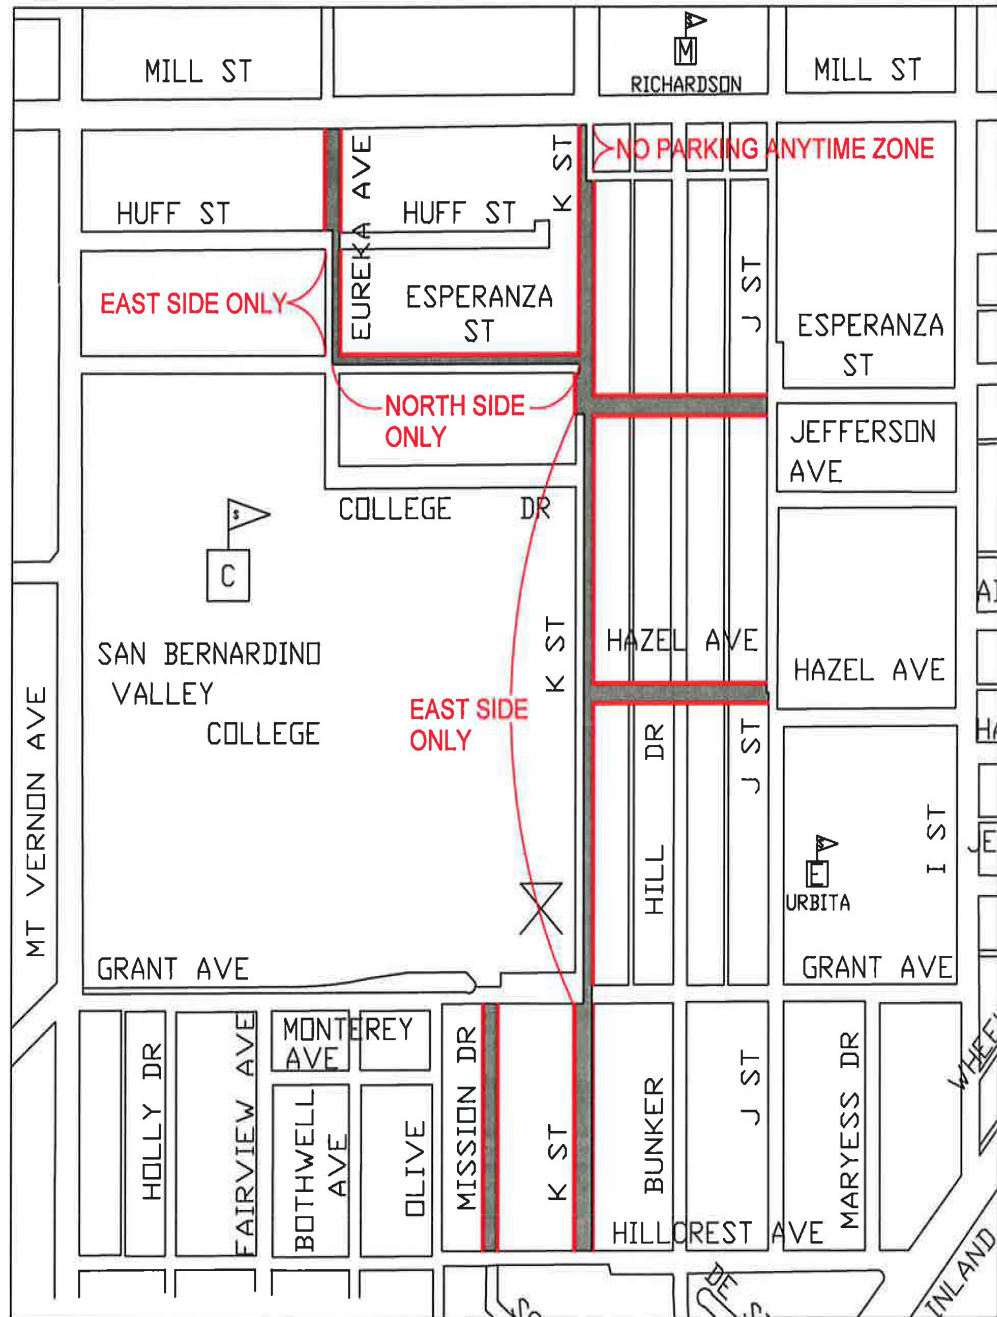 MILL ST
M
RICHARDSON
MILL ST
NO PARKING ANYTIME ZONE
EUREKA AVE
K ST
HUFF ST
HUFF ST
J ST
EAST SIDE ONLY
ESPERANZA
ST
ESPERANZA
ST
NORTH SIDE
ONLY
JEFFERSON
AVE
COLLEGE DR
S
C
K ST
HAZEL AVE
SAN BERNARDINO
VALLEY
COLLEGE
HAZEL AVE
EAST SIDE
ONLY
MT VERNON AVE
HILL DR
J ST
I ST
E
URBITA
GRANT AVE
GRANT AVE
MONTEREY
AVE
HOLLY DR
FAIRVIEW AVE
BOTHWELL
AVE
OLIVE
MISSION DR
K ST
BUNKER
J ST
MARYESS DR
HILLCREST AVE
INLAND